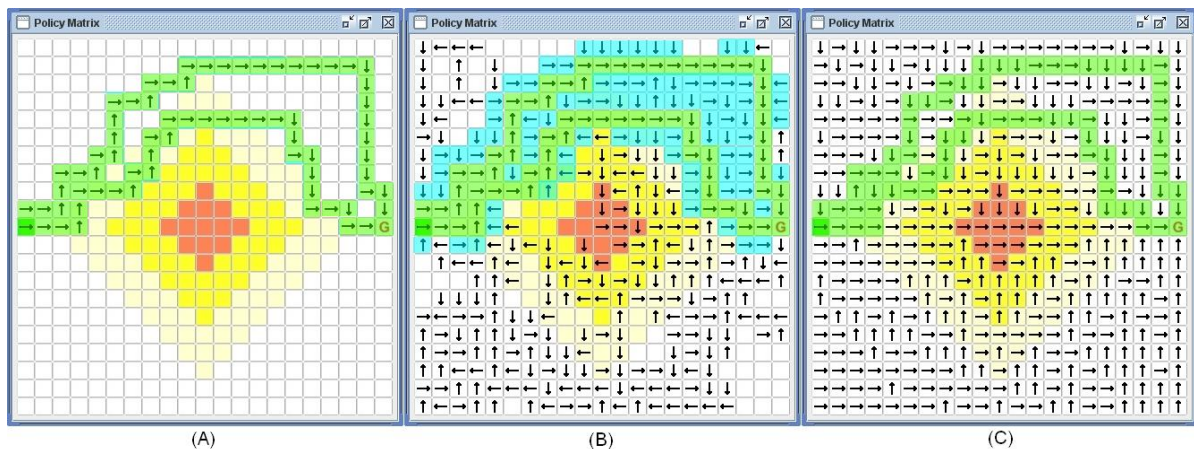 Policy Matrix Policy Matrix Policy Matrix
G G G
(A) (B) (C)